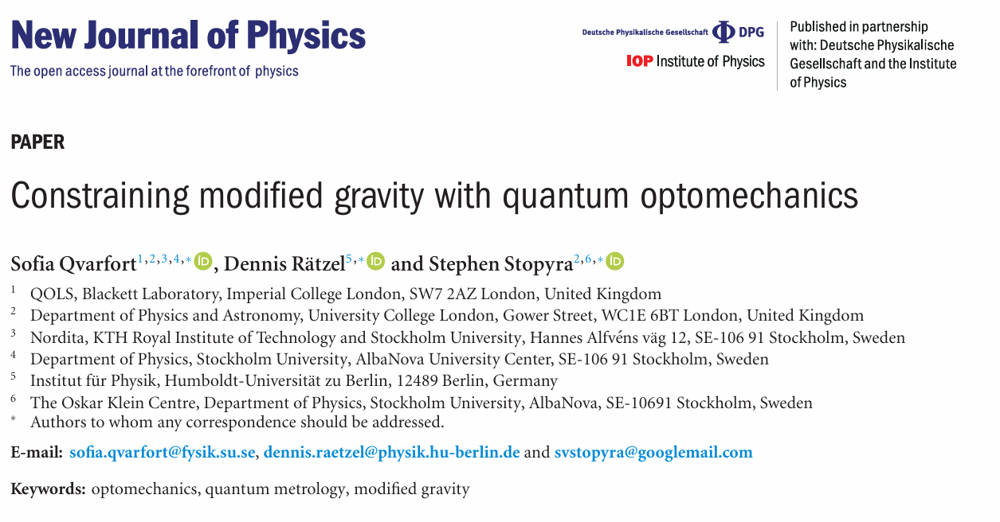 New Journal of Physics
The open access journal at the forefront of physics
Deutsche Physikalische Gesellschaft DPG
IOP Institute of Physics
Published in partnership
with: Deutsche Physikalische
Gesellschaft and the Institute
of Physics
PAPER
Constraining modified gravity with quantum optomechanics
Sofia Qvarfort1,2,3,4,* iD, Dennis Rätzel5,* iD and Stephen Stopyra2,6,* iD
1 QOLS, Blackett Laboratory, Imperial College London, SW7 2AZ London, United Kingdom
2 Department of Physics and Astronomy, University College London, Gower Street, WC1E 6BT London, United Kingdom
3 Nordita, KTH Royal Institute of Technology and Stockholm University, Hannes Alfvéns väg 12, SE-106 91 Stockholm, Sweden
4 Department of Physics, Stockholm University, AlbaNova University Center, SE-106 91 Stockholm, Sweden
5 Institut für Physik, Humboldt-Universität zu Berlin, 12489 Berlin, Germany
6 The Oskar Klein Centre, Department of Physics, Stockholm University, AlbaNova, SE-10691 Stockholm, Sweden
* Authors to whom any correspondence should be addressed.
E-mail: sofia.qvarfort@fysik.su.se, dennis.raetzel@physik.hu-berlin.de and svstopyra@googlemail.com
Keywords: optomechanics, quantum metrology, modified gravity